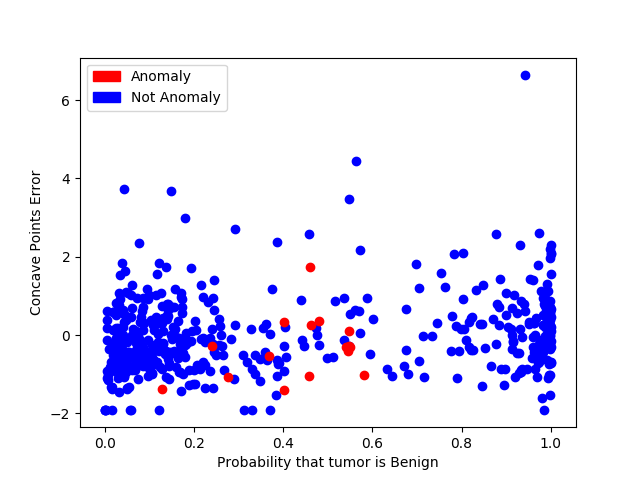 Anomaly
Not Anomaly
Concave Points Error
6
4
2
0
−2
0.0 0.2 0.4 0.6 0.8 1.0
Probability that tumor is Benign